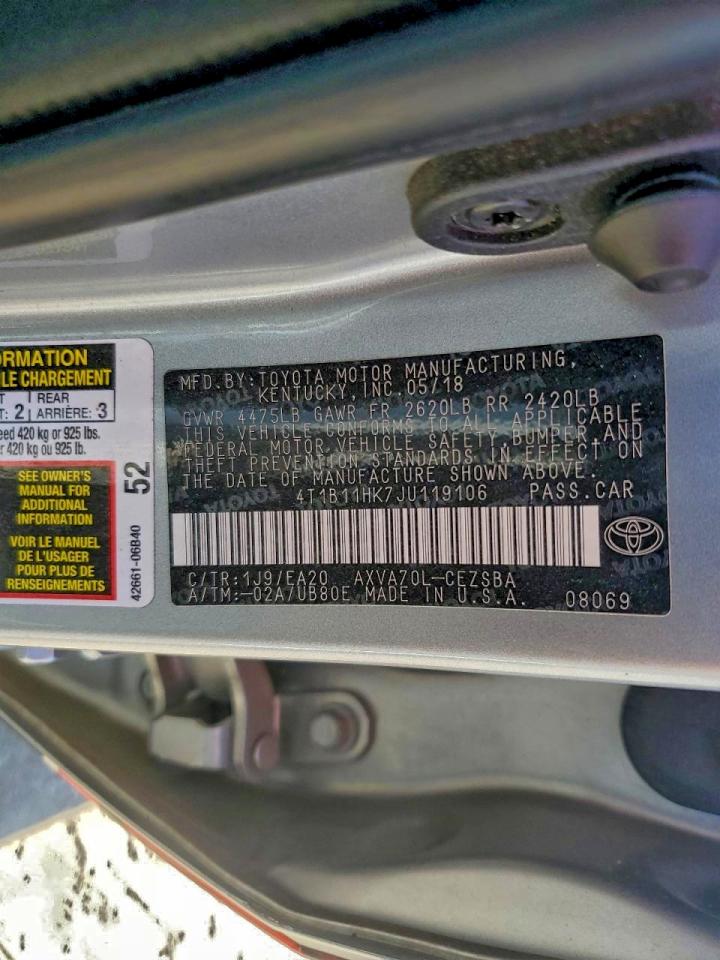 ORMATION
LE CHARGEMENT
REAR
: 2 ARRIÈRE: 3
420 kg or 925 lbs.
420 kg ou 925 lb.
SEE OWNER'S
MANUAL FOR
ADDITIONAL
INFORMATION
VOIR LE MANUEL
DE L'USAGER
POUR PLUS DE
RENSEIGNEMENTS
52
42661-06B40
MFD. BY: TOYOTA MOTOR MANUFACTURING,
KENTUCKY, INC. 05/18
GVWR 4475LB GAWR FR 2620LB RR 2420LB
THIS VEHICLE CONFORMS TO ALL APPLICABLE
FEDERAL MOTOR VEHICLE SAFETY, BUMPER, AND
THEFT PREVENTION STANDARDS IN EFFECT ON
THE DATE OF MANUFACTURE SHOWN ABOVE.
4T1B11HK7JU119106 PASS.CAR
C/TR:1J9/EA20 AXVA70L-CEZSBA
A/TM:-02A/UB80E MADE IN U.S.A. 08069